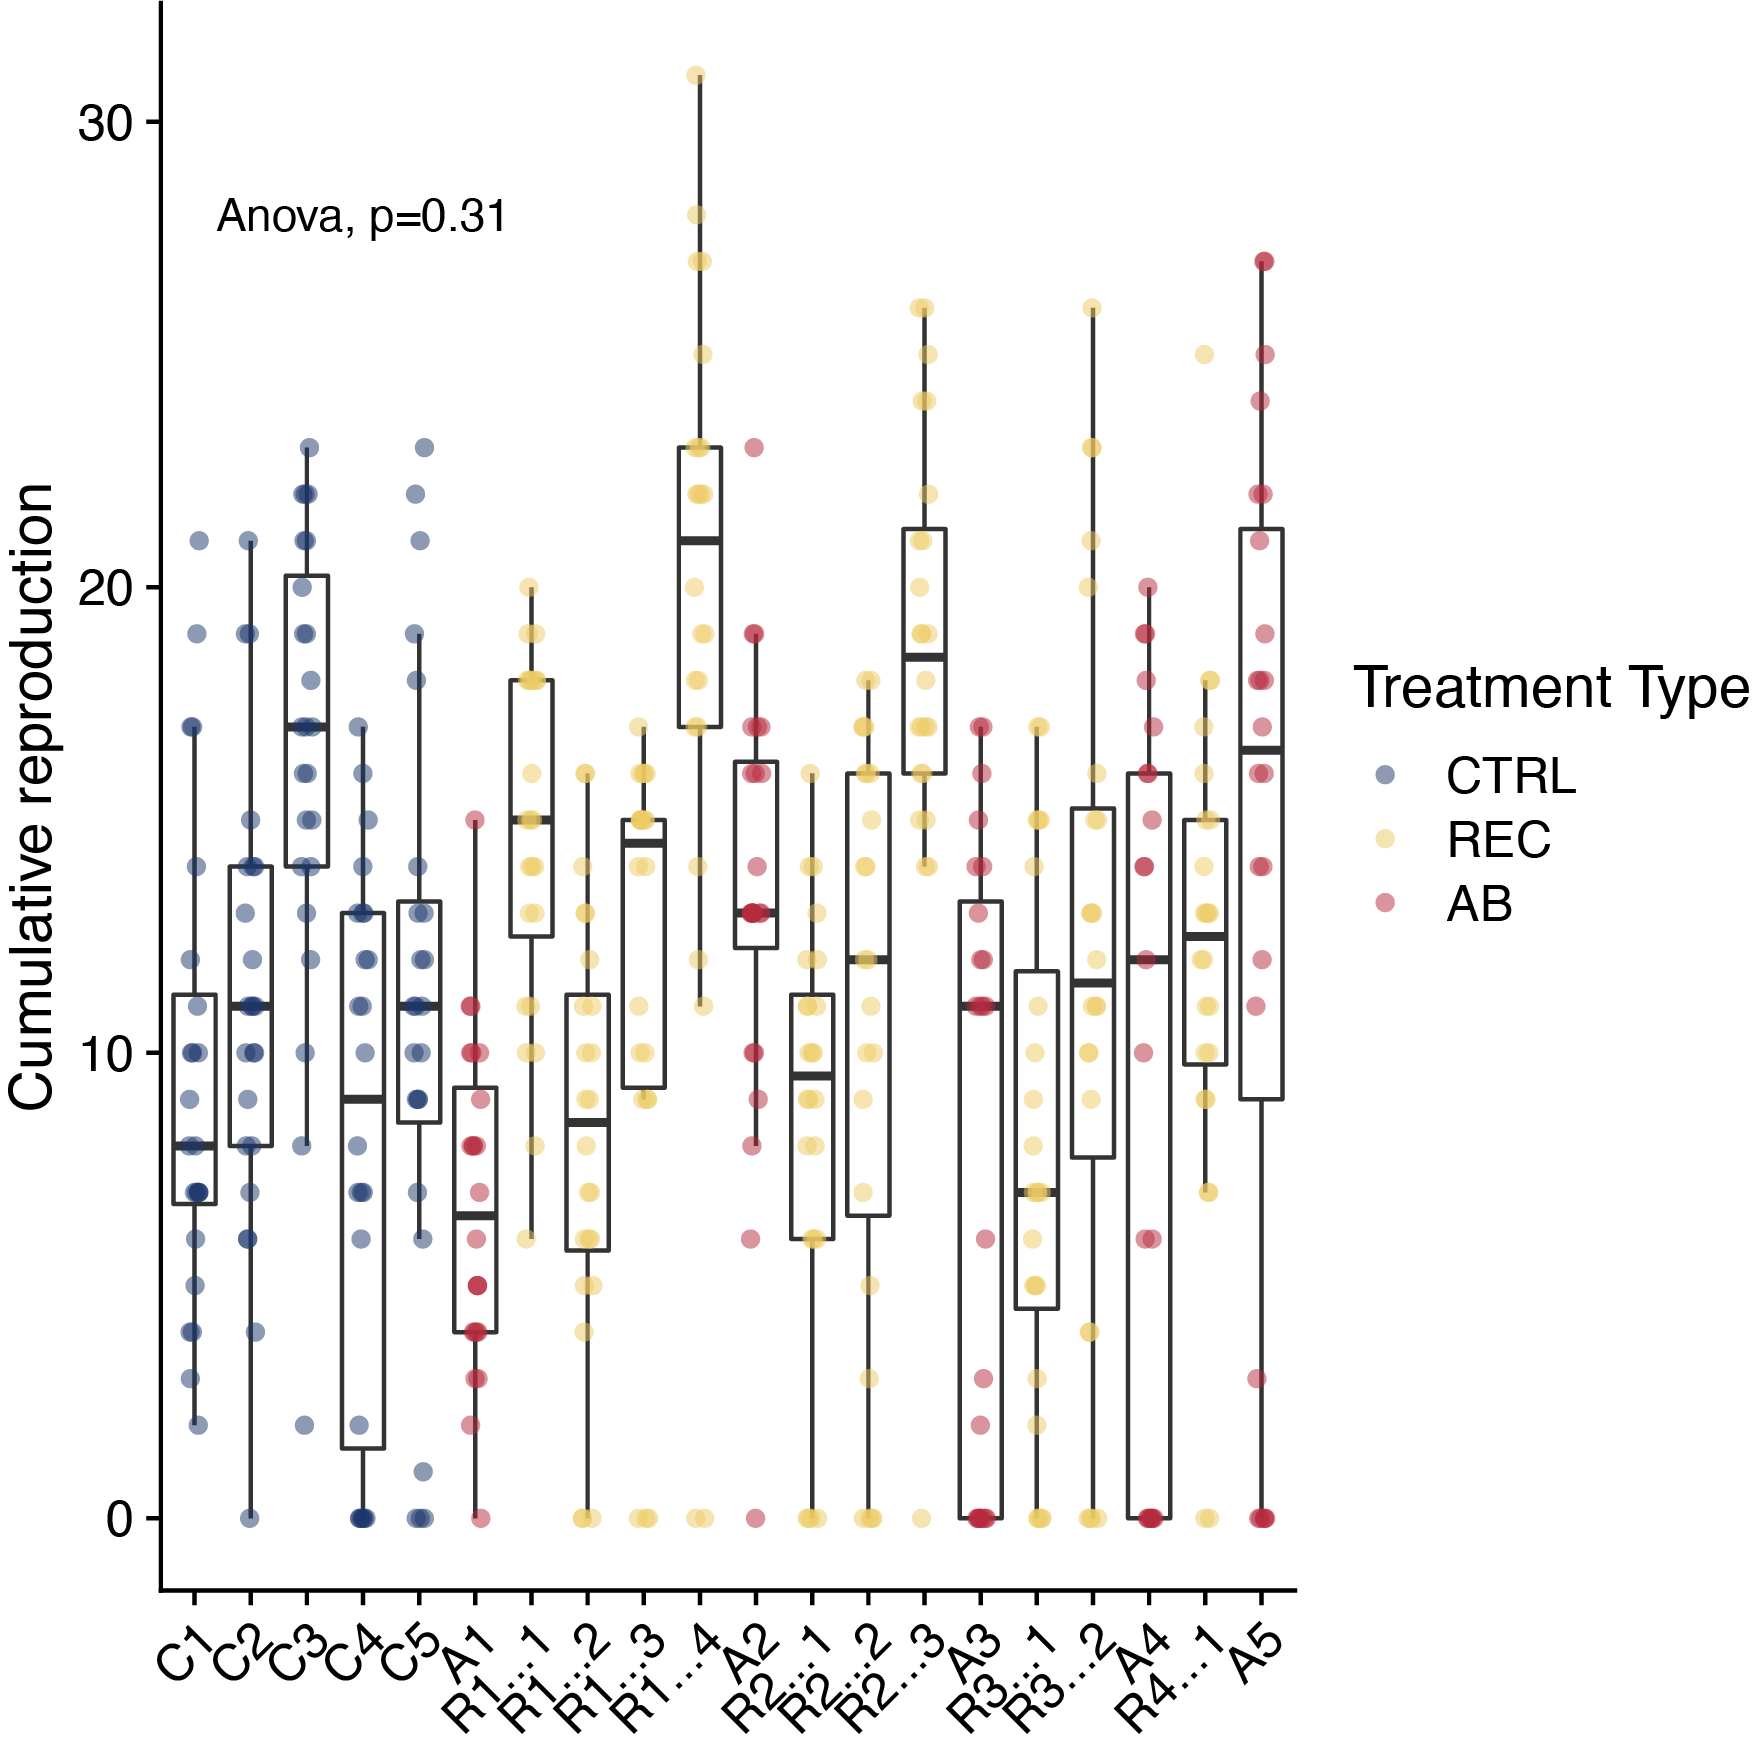 Cumulative reproduction
30
20
10
0
Anova, p=0.31
C1
C2
C3
C4
C5
A1
R1...1
R1...2
R1...3
R1...4
A2
R2...1
R2...2
R2...3
A3
R3...1
R3...2
A4
R4...1
A5
Treatment Type
CTRL
REC
AB